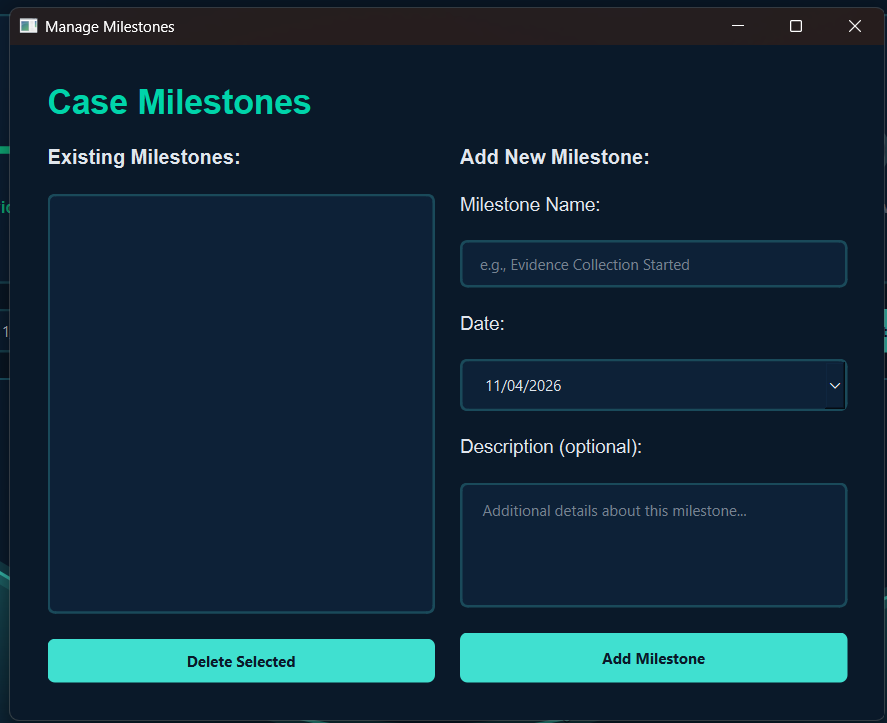 Manage Milestones
Case Milestones
Existing Milestones:
Delete Selected
Add New Milestone:
Milestone Name:
e.g., Evidence Collection Started
Date:
11/04/2026
Description (optional):
Additional details about this milestone...
Add Milestone